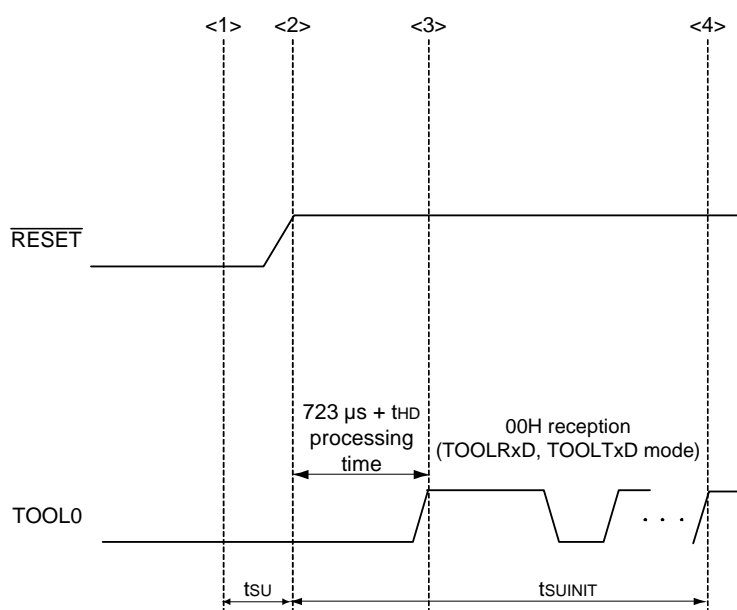 <1> <2> <3> <4>
RESET
723 µs + tHD
processing
time
00H reception
(TOOLRxD, TOOLTxD mode)
TOOL0
. . .
tSU
tSUINIT